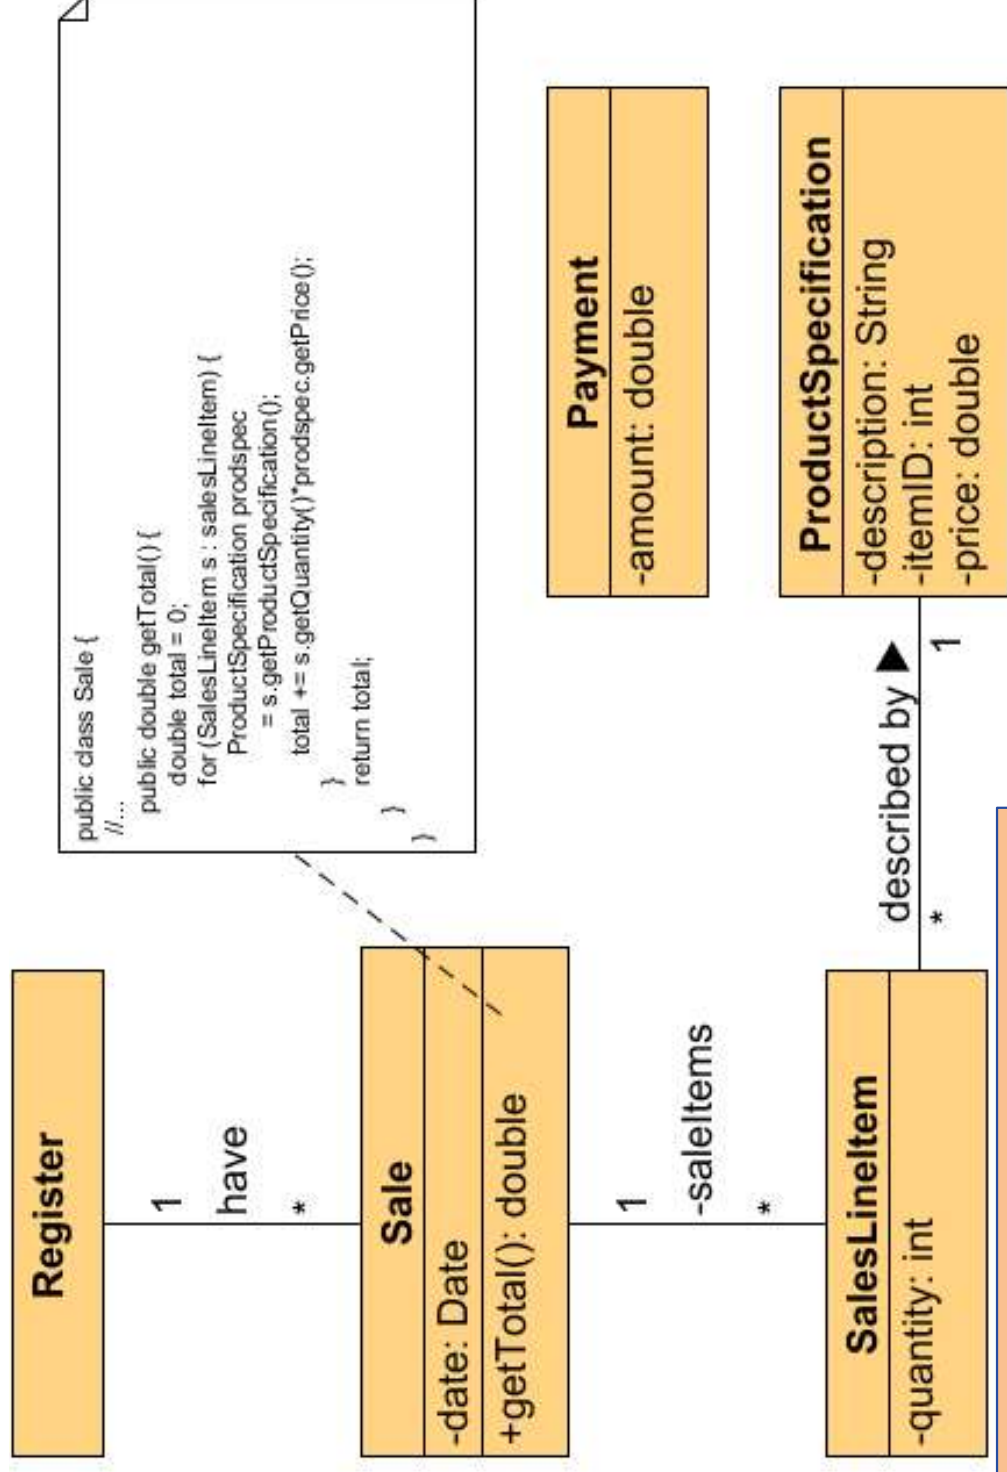 Register
1
have
*
Sale
-date: Date
+getTotal(): double
1
-saleItems
*
SalesLineItem
-quantity: int
public class Sale {
//...
public double getTotal() {
double total = 0;
for (SalesLineItem s : salesLineItem) {
ProductSpecification prodspec
= s.getProductSpecification();
total += s.getQuantity()*prodspec.getPrice();
}
return total;
}
}
described by ▶
*
1
Payment
-amount: double
ProductSpecification
-description: String
-itemID: int
-price: double